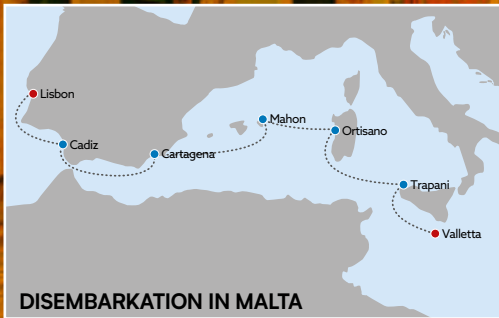 Lisbon
Cadiz
Cartagena
Mahon
Ortisano
Trapani
Valletta
DISEMBARKATION IN MALTA